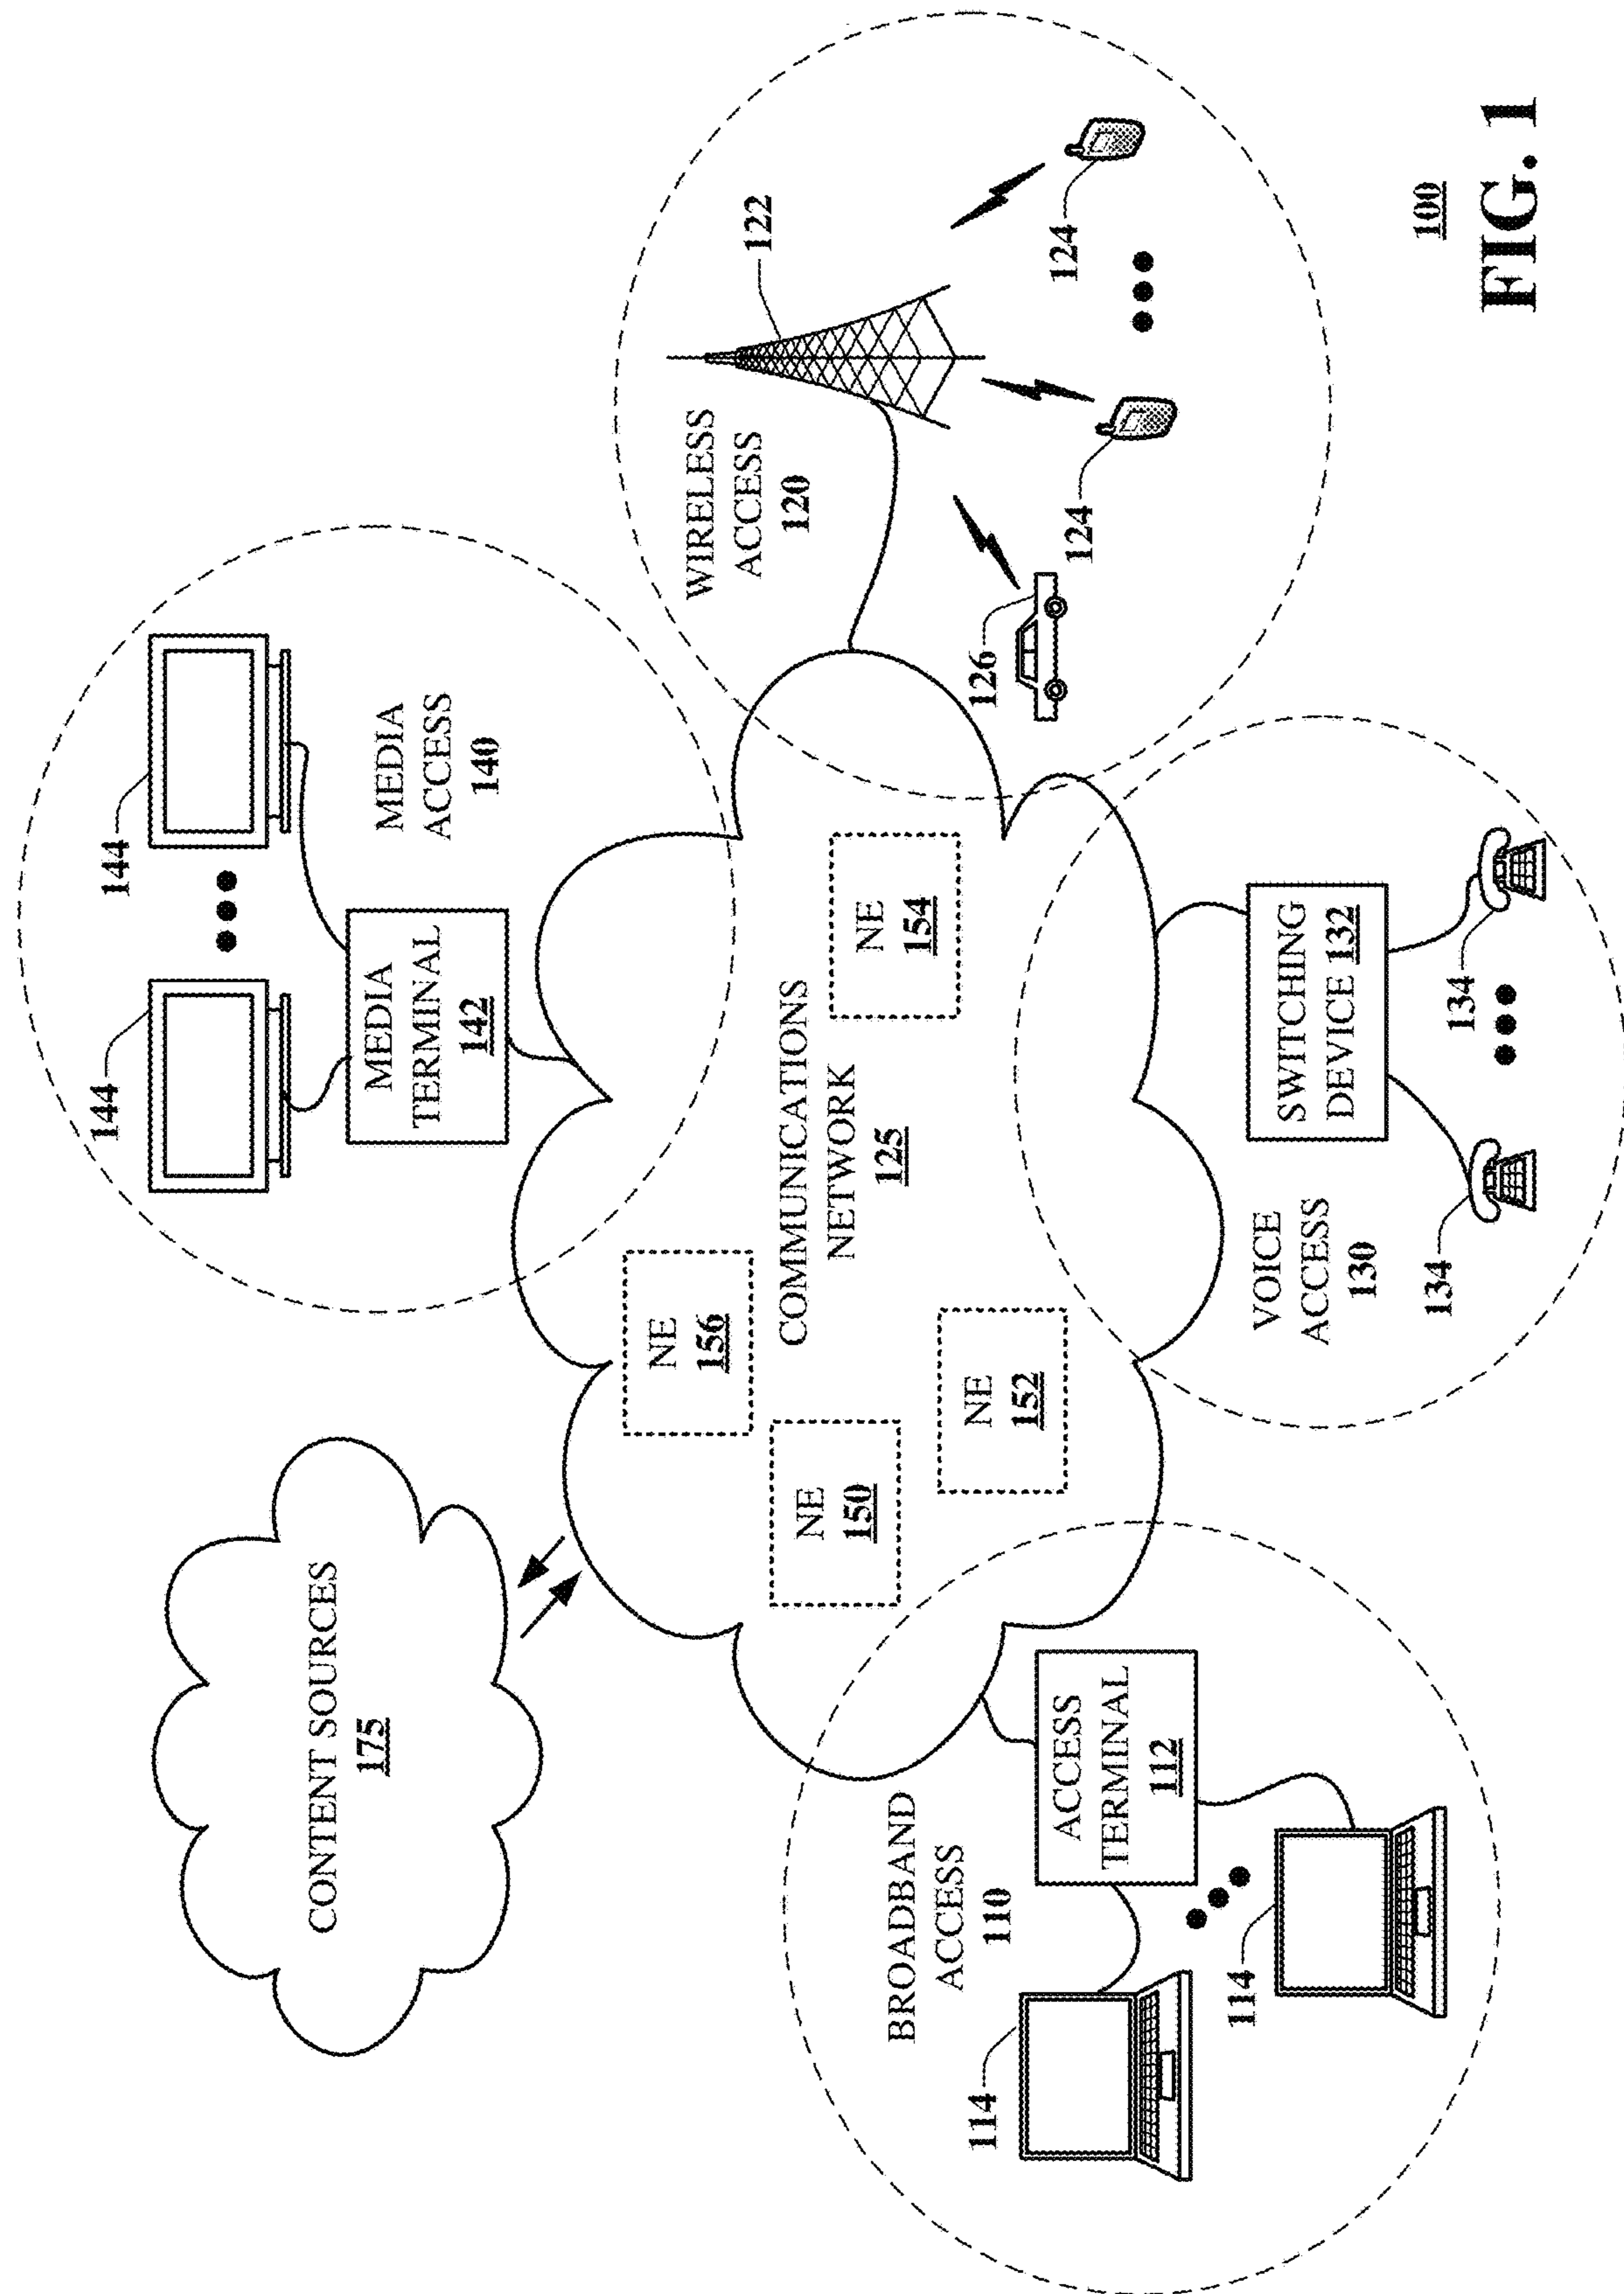 CONTENT SOURCES
175
144
144
MEDIA
TERMINAL
142
MEDIA
ACCESS
140
WIRELESS
ACCESS
120
122
124
124
126
NE
156
NE
150
COMMUNICATIONS
NETWORK
125
NE
154
NE
152
BROADBAND
ACCESS
110
ACCESS
TERMINAL
112
114
114
VOICE
ACCESS
130
SWITCHING
DEVICE 132
134
134
100
FIG. 1